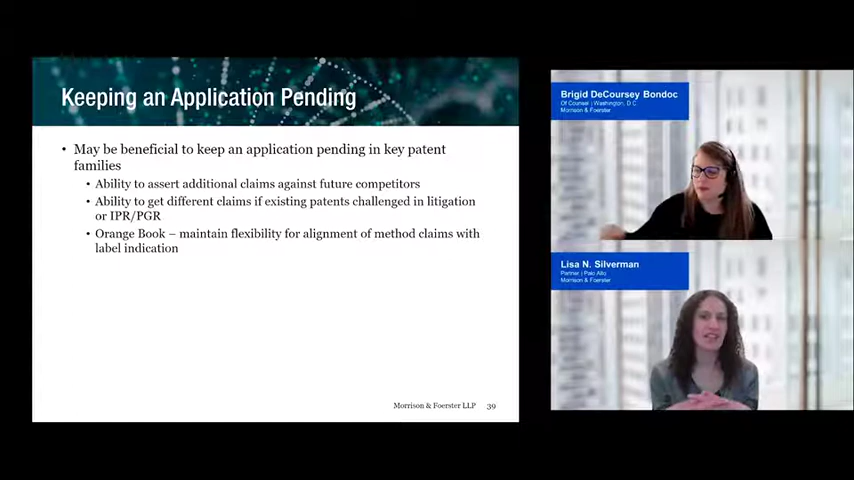 Keeping an Application Pending
• May be beneficial to keep an application pending in key patent
families
• Ability to assert additional claims against future competitors
• Ability to get different claims if existing patents challenged in litigation
or IPR/PGR
• Orange Book – maintain flexibility for alignment of method claims with
label indication
Morrison & Foerster LLP 39
Brigid DeCoursey Bondoc
Of Counsel | Washington, D.C.
Morrison & Foerster
Lisa N. Silverman
Partner | Palo Alto
Morrison & Foerster